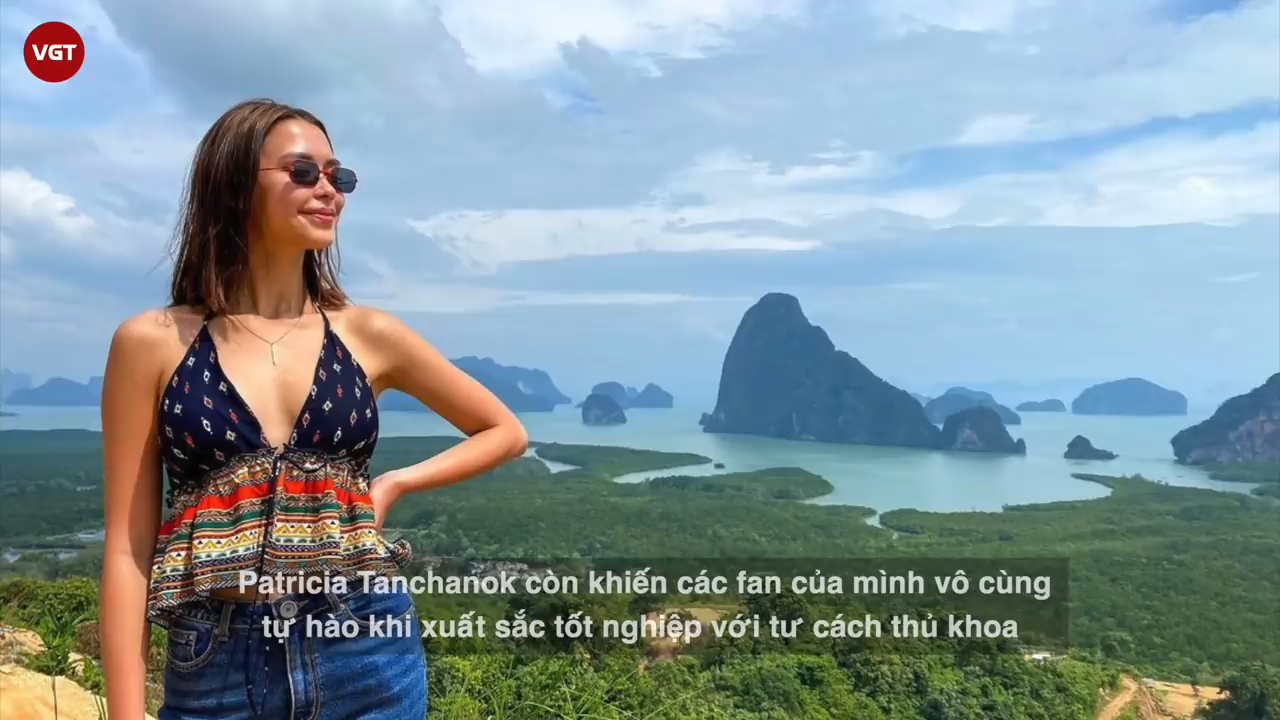 VGT
Patricia Tanchanok còn khiến các fan của mình vô cùng
tự hào khi xuất sắc tốt nghiệp với tư cách thủ khoa